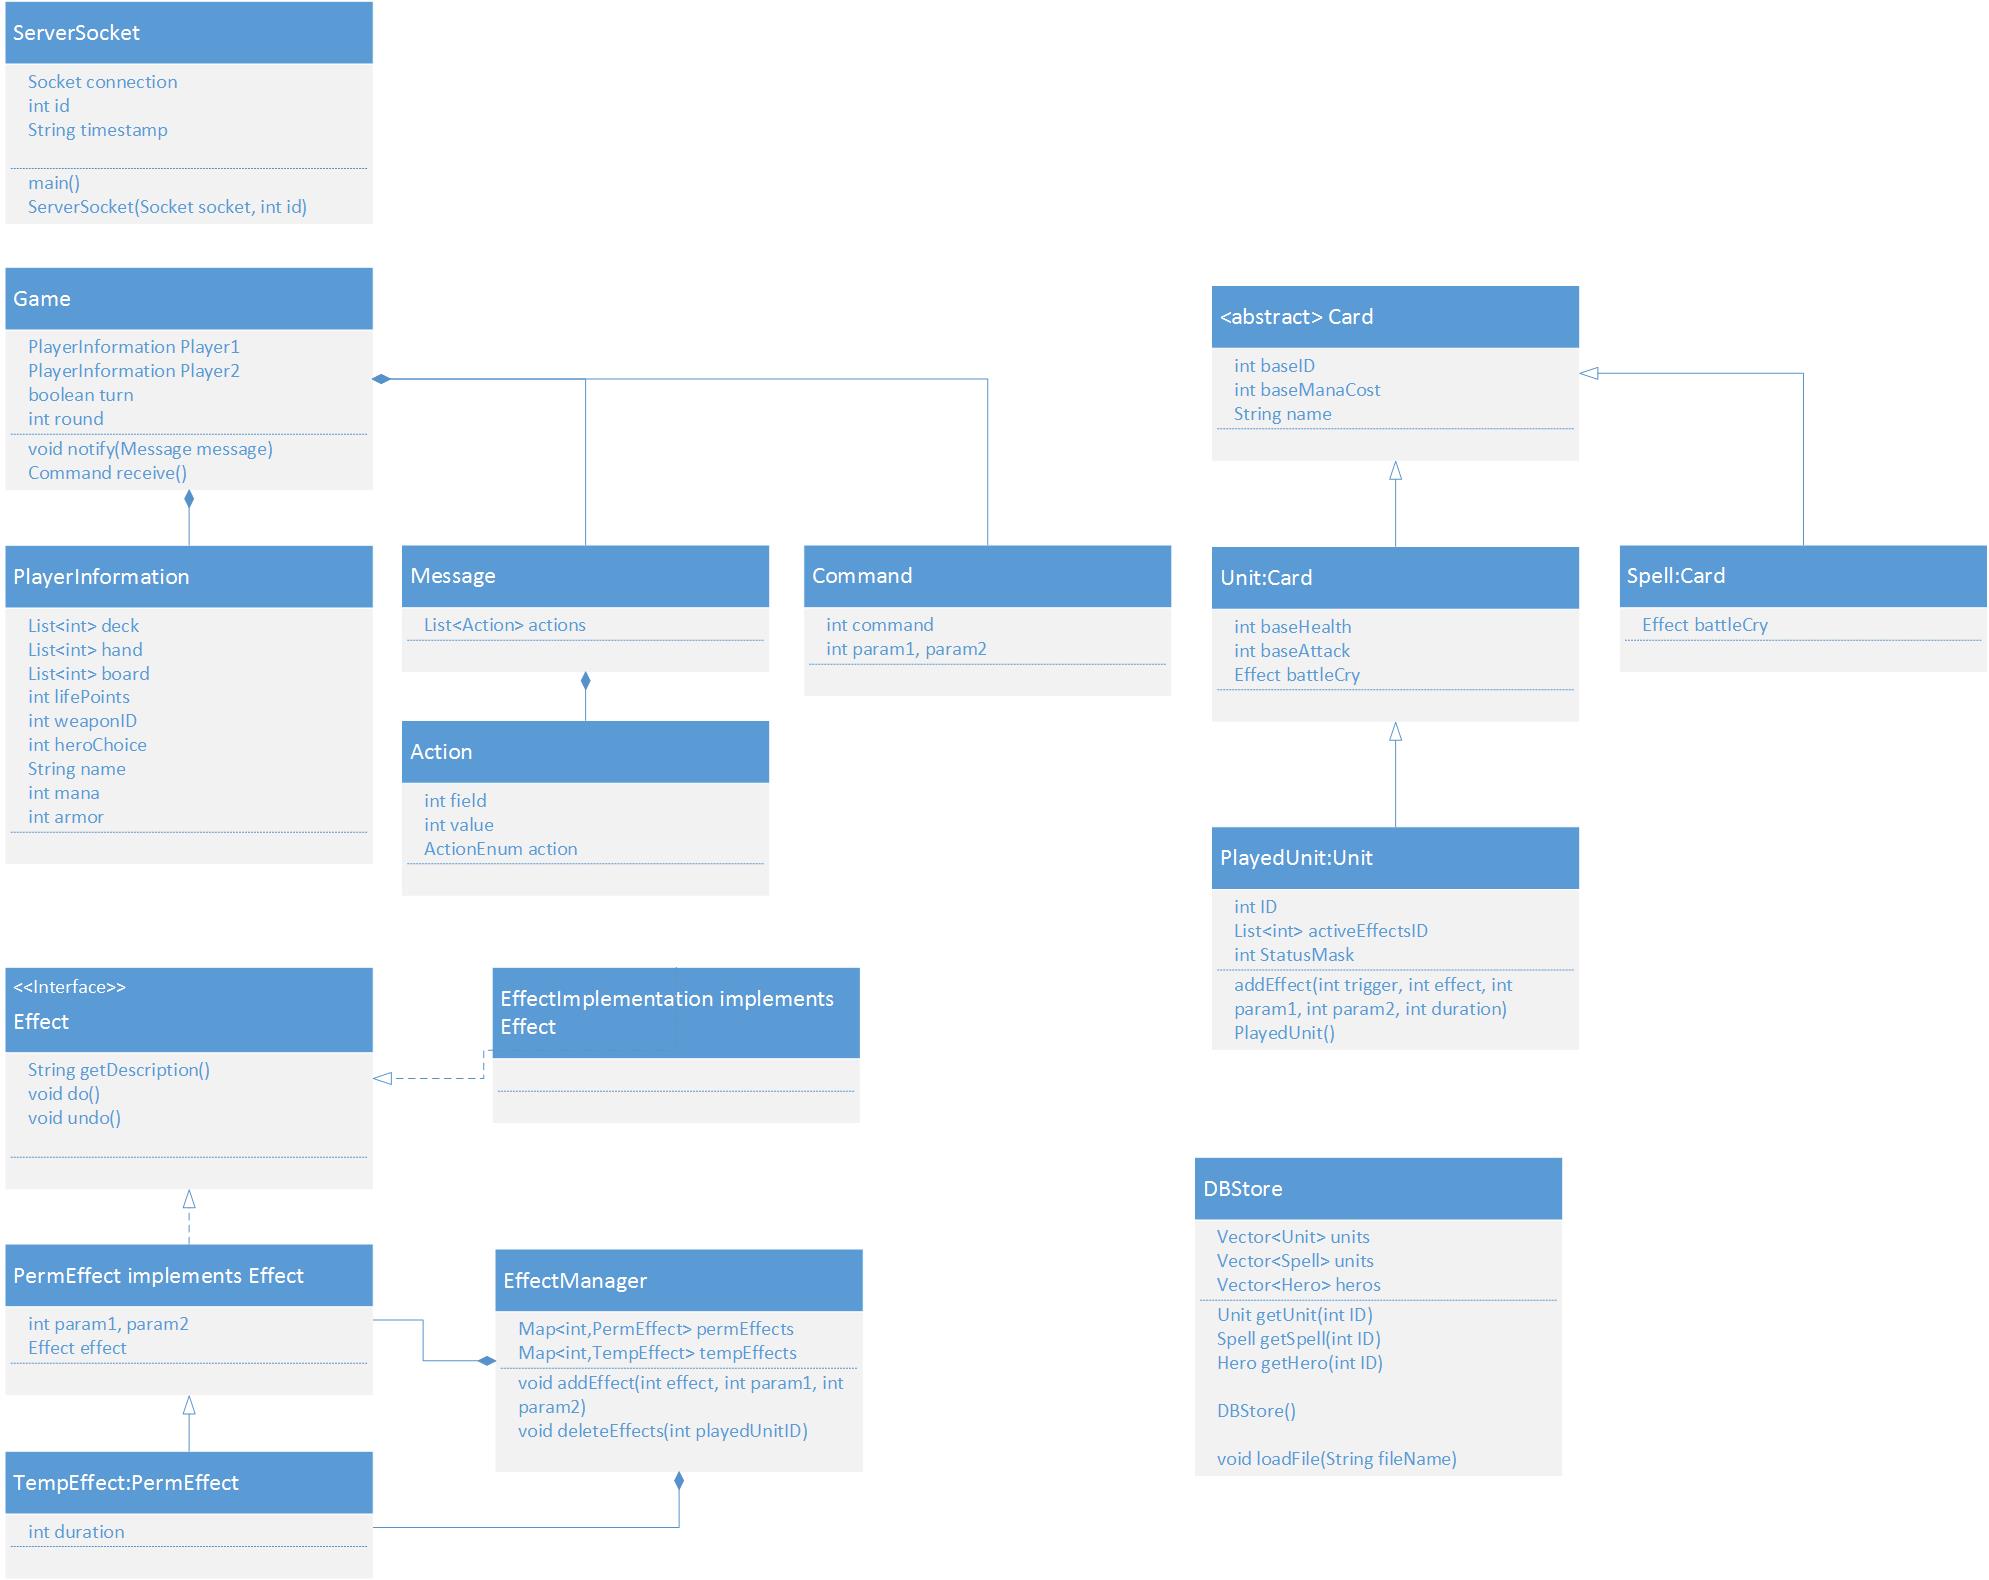 ServerSocket
Socket connection
int id
String timestamp
main()
ServerSocket(Socket socket, int id)
Game
PlayerInformation Player1
PlayerInformation Player2
boolean turn
int round
void notify(Message message)
Command receive()
PlayerInformation
List<int> deck
List<int> hand
List<int> board
int lifePoints
int weaponID
int heroChoice
String name
int mana
int armor
Message
List<Action> actions
Action
int field
int value
ActionEnum action
Command
int command
int param1, param2
<abstract> Card
int baseID
int baseManaCost
String name
Unit:Card
int baseHealth
int baseAttack
Effect battleCry
Spell:Card
Effect battleCry
PlayedUnit:Unit
int ID
List<int> activeEffectsID
int StatusMask
addEffect(int trigger, int effect, int
param1, int param2, int duration)
PlayedUnit()
<<Interface>>
Effect
String getDescription()
void do()
void undo()
EffectImplementation implements
Effect
PermEffect implements Effect
int param1, param2
Effect effect
TempEffect:PermEffect
int duration
EffectManager
Map<int,PermEffect> permEffects
Map<int,TempEffect> tempEffects
void addEffect(int effect, int param1, int
param2)
void deleteEffects(int playedUnitID)
DBStore
Vector<Unit> units
Vector<Spell> units
Vector<Hero> heros
Unit getUnit(int ID)
Spell getSpell(int ID)
Hero getHero(int ID)
DBStore()
void loadFile(String fileName)